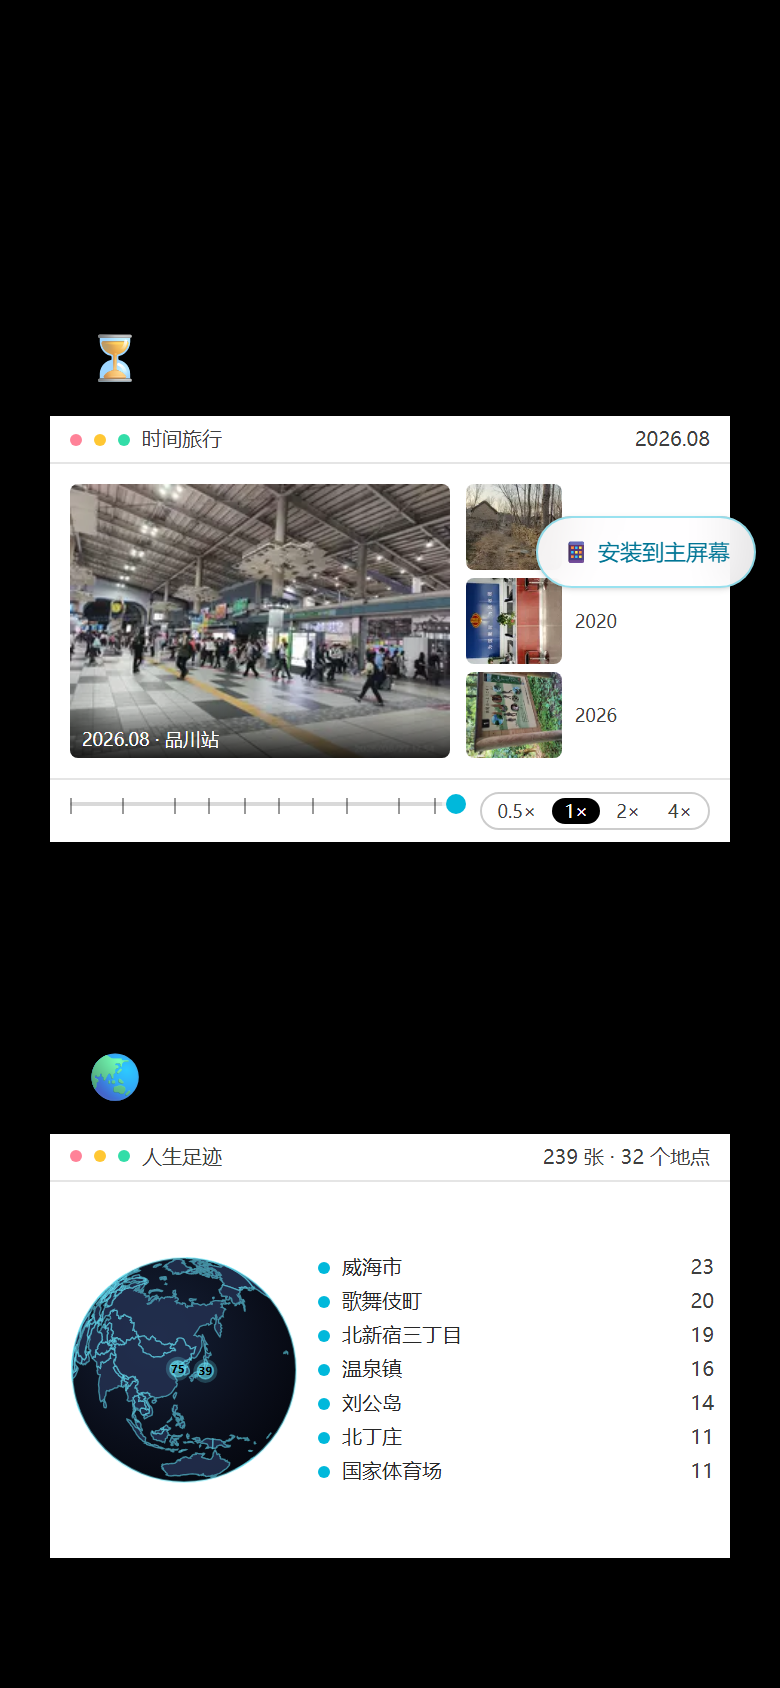 时间旅行
2026.08
安装到主屏幕
2020
2026
2026.08 · 品川站
0.5×
1×
2×
4×
人生足迹
239 张 · 32 个地点
75
39
威海市 23
歌舞伎町 20
北新宿三丁目 19
温泉镇 16
刘公岛 14
北丁庄 11
国家体育场 11